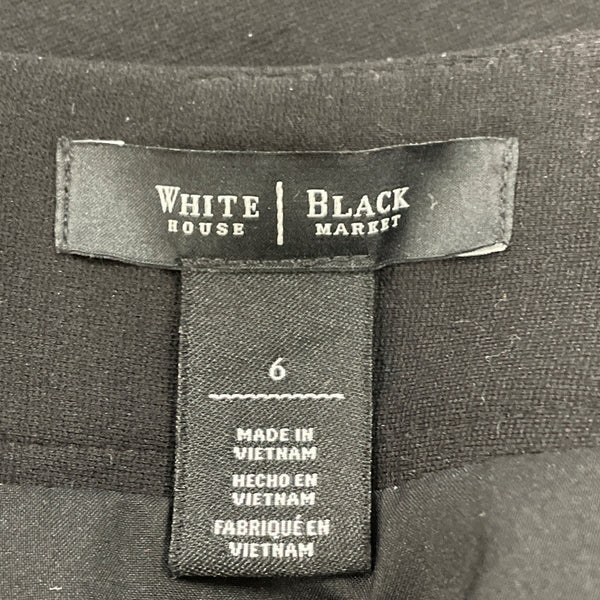 WHITE | BLACK
HOUSE MARKET
6
MADE IN
VIETNAM
HECHO EN
VIETNAM
FABRIQUÉ EN
VIETNAM